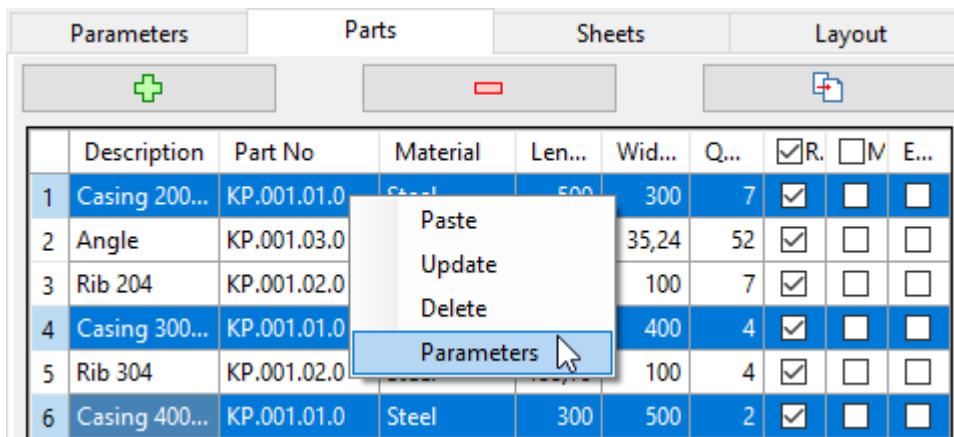 Parameters Parts Sheets Layout
Description Part No Material Len... Wid... Q... R. M E...
1 Casing 200... KP.001.01.0 Steel 500 300 7
Paste
2 Angle KP.001.03.0 35,24 52
Update
3 Rib 204 KP.001.02.0 100 7
Delete
4 Casing 300... KP.001.01.0 400 4
Parameters
5 Rib 304 KP.001.02.0 100 4
6 Casing 400... KP.001.01.0 Steel 300 500 2